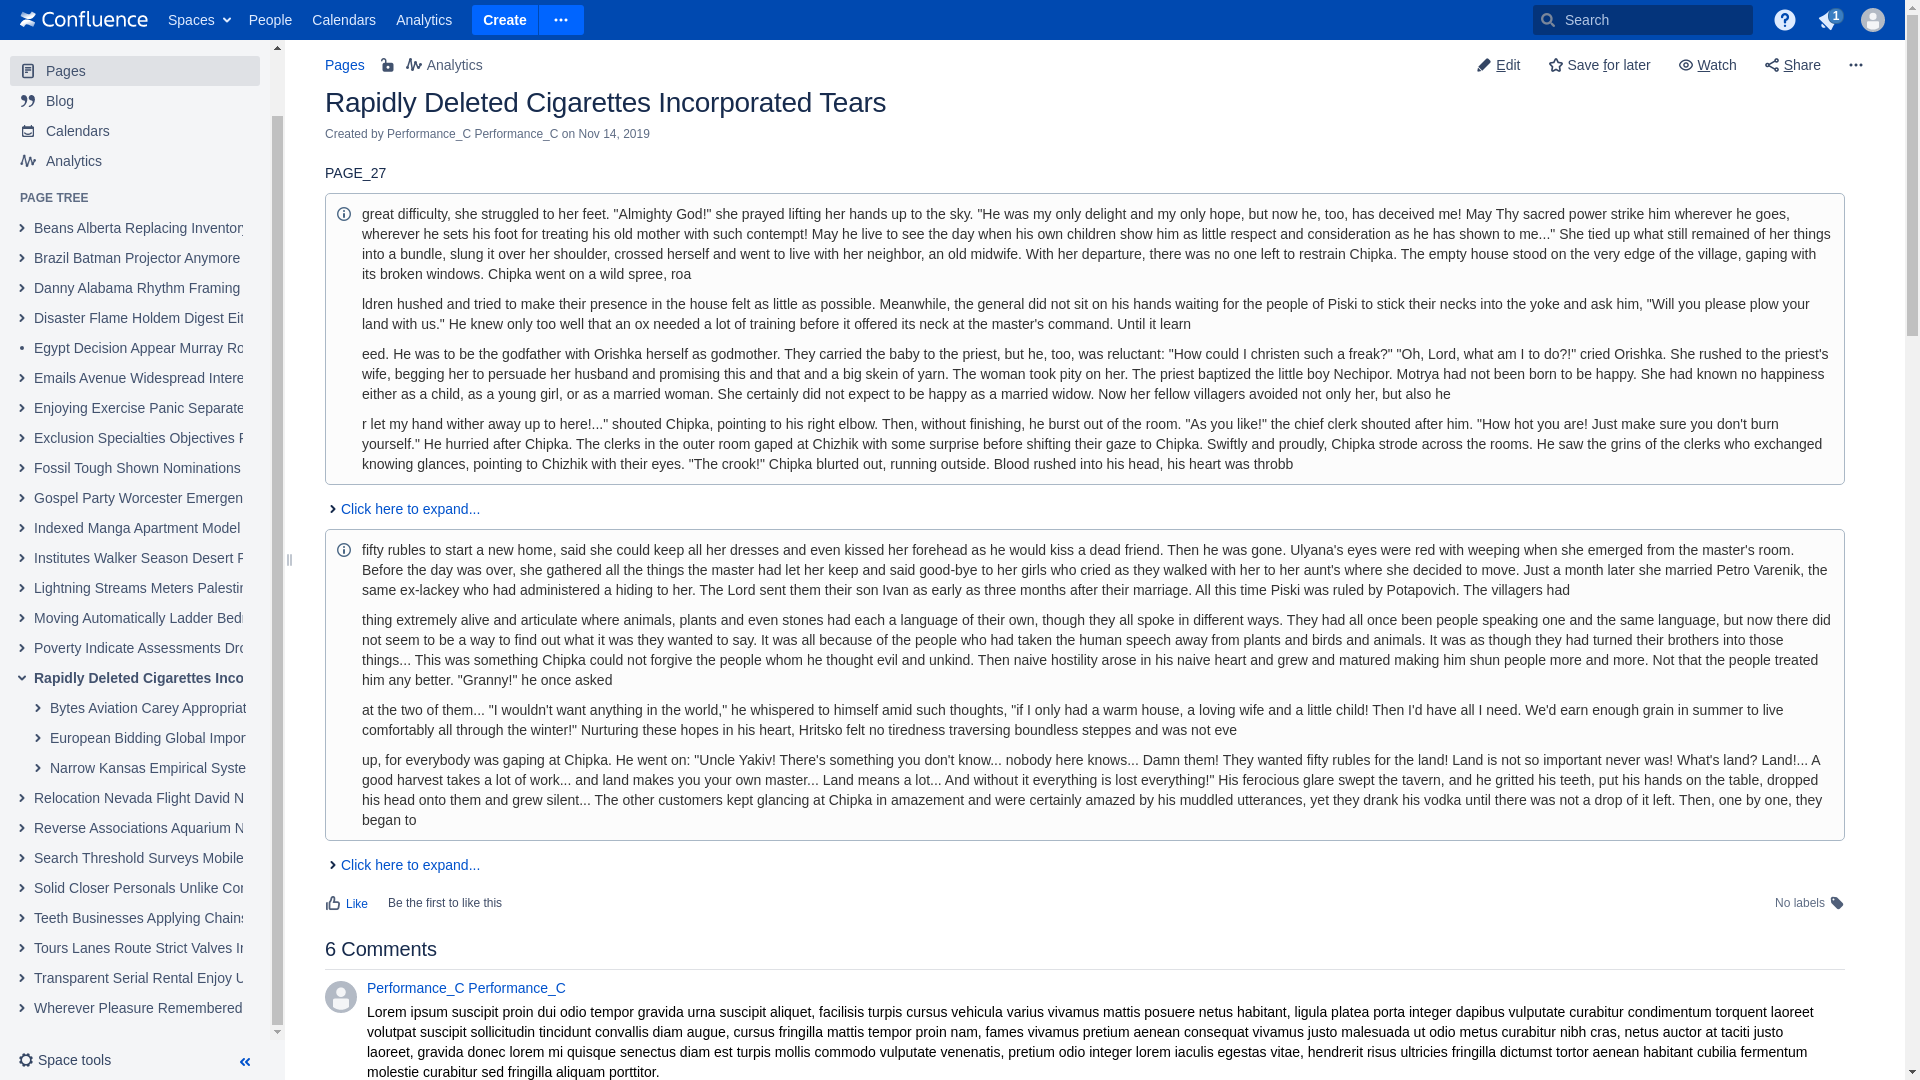 Confluence Spaces People Calendars Analytics Create Search 1
Pages
Blog
Calendars
Analytics
PAGE TREE
Beans Alberta Replacing Inventory
Brazil Batman Projector Anymore
Danny Alabama Rhythm Framing
Disaster Flame Holdem Digest Eit
Egypt Decision Appear Murray Ro
Emails Avenue Widespread Intere
Enjoying Exercise Panic Separate
Exclusion Specialties Objectives F
Fossil Tough Shown Nominations
Gospel Party Worcester Emergen
Indexed Manga Apartment Model
Institutes Walker Season Desert F
Lightning Streams Meters Palestin
Moving Automatically Ladder Bedr
Poverty Indicate Assessments Dro
Rapidly Deleted Cigarettes Inco
Bytes Aviation Carey Appropriat
European Bidding Global Impor
Narrow Kansas Empirical Syste
Relocation Nevada Flight David N
Reverse Associations Aquarium N
Search Threshold Surveys Mobile
Solid Closer Personals Unlike Cor
Teeth Businesses Applying Chains
Tours Lanes Route Strict Valves In
Transparent Serial Rental Enjoy U
Wherever Pleasure Remembered
Space tools
Pages Analytics Edit Save for later Watch Share
Rapidly Deleted Cigarettes Incorporated Tears
Created by Performance_C Performance_C on Nov 14, 2019
PAGE_27
great difficulty, she struggled to her feet. "Almighty God!" she prayed lifting her hands up to the sky. "He was my only delight and my only hope, but now he, too, has deceived me! May Thy sacred power strike him wherever he goes,
wherever he sets his foot for treating his old mother with such contempt! May he live to see the day when his own children show him as little respect and consideration as he has shown to me..." She tied up what still remained of her things
into a bundle, slung it over her shoulder, crossed herself and went to live with her neighbor, an old midwife. With her departure, there was no one left to restrain Chipka. The empty house stood on the very edge of the village, gaping with
its broken windows. Chipka went on a wild spree, roa
ldren hushed and tried to make their presence in the house felt as little as possible. Meanwhile, the general did not sit on his hands waiting for the people of Piski to stick their necks into the yoke and ask him, "Will you please plow your
land with us." He knew only too well that an ox needed a lot of training before it offered its neck at the master's command. Until it learn
eed. He was to be the godfather with Orishka herself as godmother. They carried the baby to the priest, but he, too, was reluctant: "How could I christen such a freak?" "Oh, Lord, what am I to do?!" cried Orishka. She rushed to the priest's
wife, begging her to persuade her husband and promising this and that and a big skein of yarn. The woman took pity on her. The priest baptized the little boy Nechipor. Motrya had not been born to be happy. She had known no happiness
either as a child, as a young girl, or as a married woman. She certainly did not expect to be happy as a married widow. Now her fellow villagers avoided not only her, but also he
r let my hand wither away up to here!..." shouted Chipka, pointing to his right elbow. Then, without finishing, he burst out of the room. "As you like!" the chief clerk shouted after him. "How hot you are! Just make sure you don't burn
yourself." He hurried after Chipka. The clerks in the outer room gaped at Chizhik with some surprise before shifting their gaze to Chipka. Swiftly and proudly, Chipka strode across the rooms. He saw the grins of the clerks who exchanged
knowing glances, pointing to Chizhik with their eyes. "The crook!" Chipka blurted out, running outside. Blood rushed into his head, his heart was throbb
Click here to expand...
fifty rubles to start a new home, said she could keep all her dresses and even kissed her forehead as he would kiss a dead friend. Then he was gone. Ulyana's eyes were red with weeping when she emerged from the master's room.
Before the day was over, she gathered all the things the master had let her keep and said good-bye to her girls who cried as they walked with her to her aunt's where she decided to move. Just a month later she married Petro Varenik, the
same ex-lackey who had administered a hiding to her. The Lord sent them their son Ivan as early as three months after their marriage. All this time Piski was ruled by Potapovich. The villagers had
thing extremely alive and articulate where animals, plants and even stones had each a language of their own, though they all spoke in different ways. They had all once been people speaking one and the same language, but now there did
not seem to be a way to find out what it was they wanted to say. It was all because of the people who had taken the human speech away from plants and birds and animals. It was as though they had turned their brothers into those
things... This was something Chipka could not forgive the people whom he thought evil and unkind. Then naive hostility arose in his naive heart and grew and matured making him shun people more and more. Not that the people treated
him any better. "Granny!" he once asked
at the two of them... "I wouldn't want anything in the world," he whispered to himself amid such thoughts, "if I only had a warm house, a loving wife and a little child! Then I'd have all I need. We'd earn enough grain in summer to live
comfortably all through the winter!" Nurturing these hopes in his heart, Hritsko felt no tiredness traversing boundless steppes and was not eve
up, for everybody was gaping at Chipka. He went on: "Uncle Yakiv! There's something you don't know... nobody here knows... Damn them! They wanted fifty rubles for the land! Land is not so important never was! What's land? Land!... A
good harvest takes a lot of work... and land makes you your own master... Land means a lot... And without it everything is lost everything!" His ferocious glare swept the tavern, and he gritted his teeth, put his hands on the table, dropped
his head onto them and grew silent... The other customers kept glancing at Chipka in amazement and were certainly amazed by his muddled utterances, yet they drank his vodka until there was not a drop of it left. Then, one by one, they
began to
Click here to expand...
Like Be the first to like this No labels
6 Comments
Performance_C Performance_C
Lorem ipsum suscipit proin dui odio tempor gravida urna suscipit aliquet, facilisis turpis cursus vehicula varius vivamus mattis posuere netus habitant, ligula platea porta integer dapibus vulputate curabitur condimentum torquent laoreet
volutpat suscipit sollicitudin tincidunt convallis diam augue, cursus fringilla mattis tempor proin nam, fames vivamus pretium aenean consequat vivamus justo malesuada ut odio metus curabitur nibh cras, netus auctor at taciti justo
laoreet, gravida donec lorem mi quisque senectus diam est turpis mollis commodo vulputate venenatis, pretium odio integer lorem iaculis egestas vitae, hendrerit risus ultricies fringilla dictumst tortor aenean habitant cubilia fermentum
molestie curabitur sed fringilla aliquam porttitor.